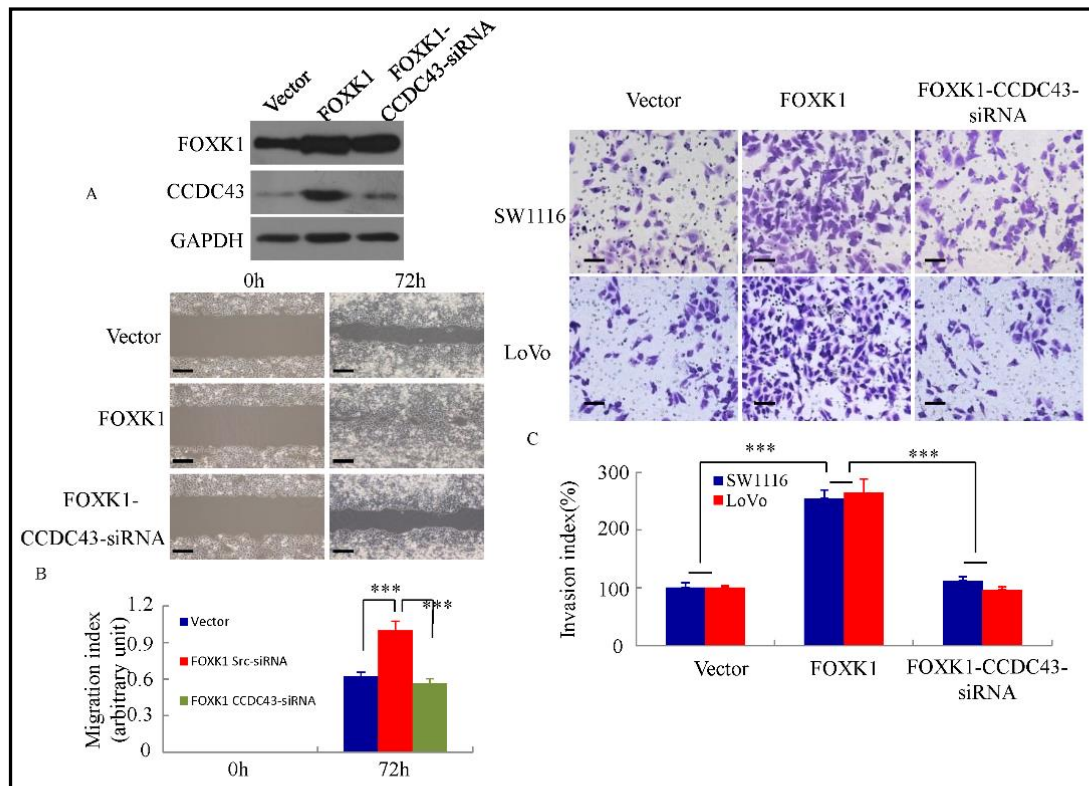 Vector
FOXK1
FOXK1-
CCDC43-siRNA
FOXK1
CCDC43
GAPDH
A
0h
72h
Vector
FOXK1
FOXK1-
CCDC43-siRNA
B
***
***
1.2
0.9
0.6
0.3
0
Migration index
(arbitrary unit)
Vector
FOXK1 Src-siRNA
FOXK1 CCDC43-siRNA
0h
72h
Vector
FOXK1
FOXK1-CCDC43-
siRNA
SW1116
LoVo
C
***
***
300
200
100
0
Invasion index(%)
SW1116
LoVo
Vector
FOXK1
FOXK1-CCDC43-
siRNA